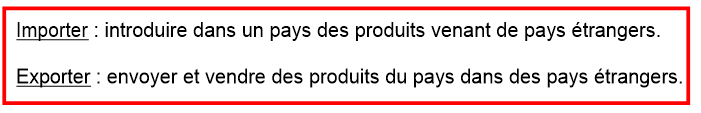 Importer : introduire dans un pays des produits venant de pays étrangers.
Exporter : envoyer et vendre des produits du pays dans des pays étrangers.